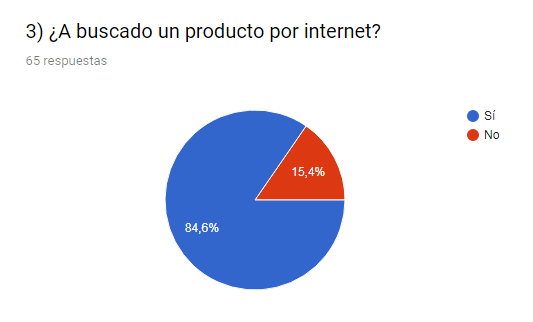 3) ¿A buscado un producto por internet?
65 respuestas
Sí
No
15,4%
84,6%